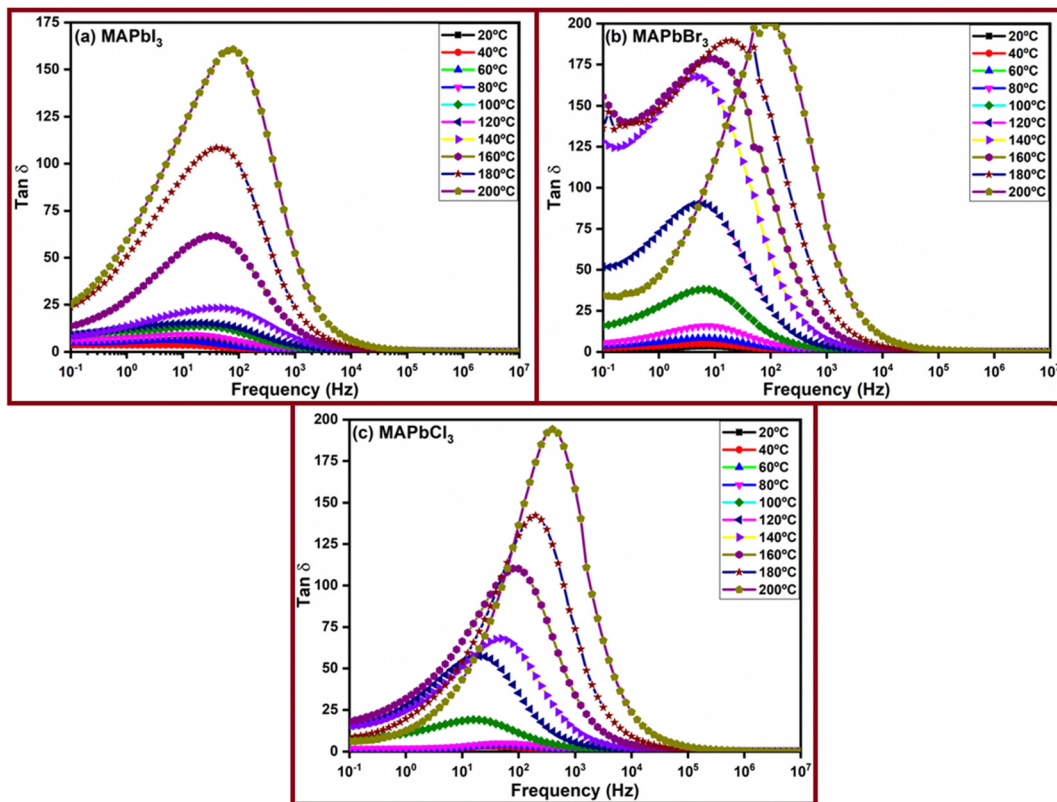 (a) MAPbI3
Tan δ
175
150
125
100
75
50
25
0
10-1 100 101 102 103 104 105 106 107
Frequency (Hz)
20ºC
40ºC
60ºC
80ºC
100ºC
120ºC
140ºC
160ºC
180ºC
200ºC
(b) MAPbBr3
Tan δ
200
175
150
125
100
75
50
25
0
10-1 100 101 102 103 104 105 106 107
Frequency (Hz)
20ºC
40ºC
60ºC
80ºC
100ºC
120ºC
140ºC
160ºC
180ºC
200ºC
(c) MAPbCl3
Tan δ
200
175
150
125
100
75
50
25
0
10-1 100 101 102 103 104 105 106 107
Frequency (Hz)
20ºC
40ºC
60ºC
80ºC
100ºC
120ºC
140ºC
160ºC
180ºC
200ºC